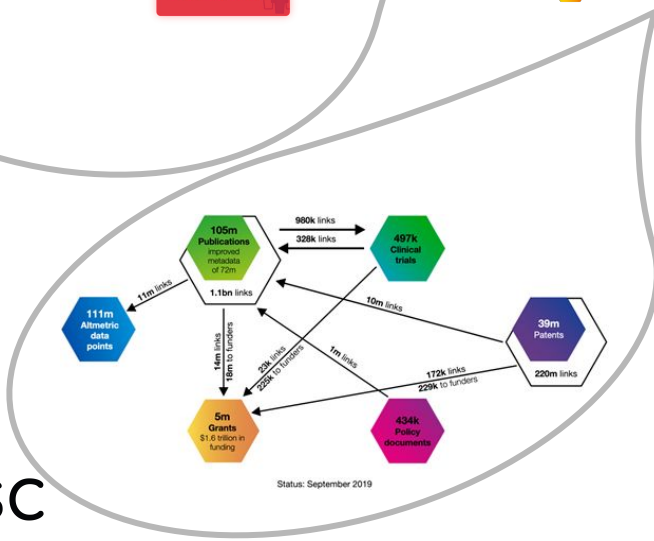 105m
Publications
improved
metadata
of 72m
1.1bn links
980k links
328k links
497k
Clinical
trials
11m links
111m
Altmetric
data
points
10m links
39m
Patents
220m links
14m links
18m to funders
23k links
225k to funders
1m links
172k links
229k to funders
5m
Grants
$1.6 trillion in
funding
434k
Policy
documents
Status: September 2019
sc